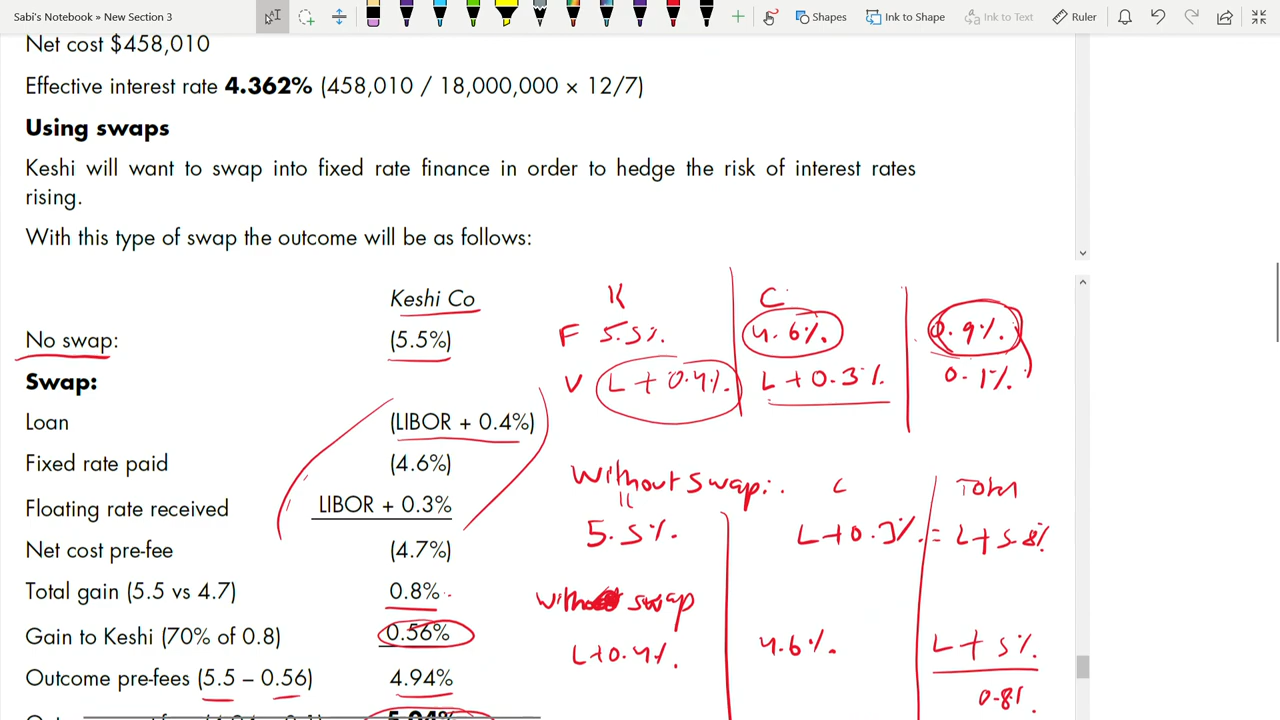 Sabi's Notebook » New Section 3
Shapes Ink to Shape Ink to Text Ruler
Net cost $458,010
Effective interest rate 4.362% (458,010 / 18,000,000 × 12/7)
Using swaps
Keshi will want to swap into fixed rate finance in order to hedge the risk of interest rates
rising.
With this type of swap the outcome will be as follows:
Keshi Co
No swap: (5.5%)
Swap:
Loan (LIBOR + 0.4%)
Fixed rate paid (4.6%)
Floating rate received LIBOR + 0.3%
Net cost pre-fee (4.7%)
Total gain (5.5 vs 4.7) 0.8%
Gain to Keshi (70% of 0.8) 0.56%
Outcome pre-fees (5.5 – 0.56) 4.94%
5.04%
K C
F 5.5% 4.6% 0.9%
V L + 0.4% L + 0.3% 0.1%
Without swap: C Total
5.5% L+0.3% = L+5.8%
swap
L+0.4% 4.6% L + 5%
0.8%